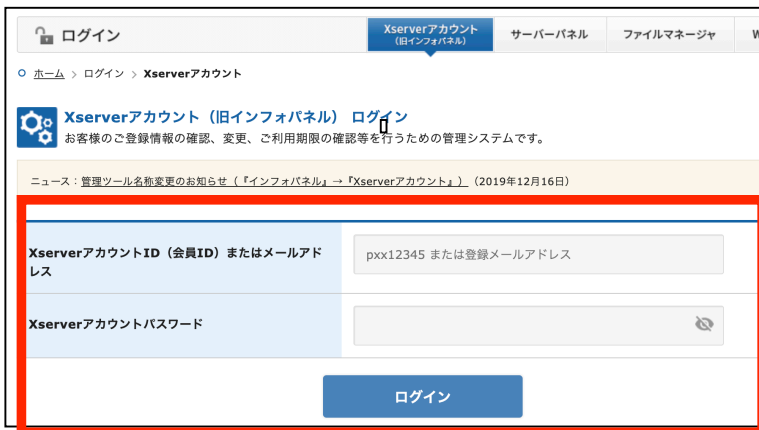 ログイン
Xserverアカウント
(旧インフォパネル)
サーバーパネル
ファイルマネージャ
ホーム > ログイン > Xserverアカウント
Xserverアカウント（旧インフォパネル） ログイン
お客様のご登録情報の確認、変更、ご利用期限の確認等を行うための管理システムです。
ニュース：管理ツール名称変更のお知らせ（『インフォパネル』→『Xserverアカウント』）（2019年12月16日）
XserverアカウントID（会員ID）またはメールアド
レス
pxx12345 または登録メールアドレス
Xserverアカウントパスワード
ログイン